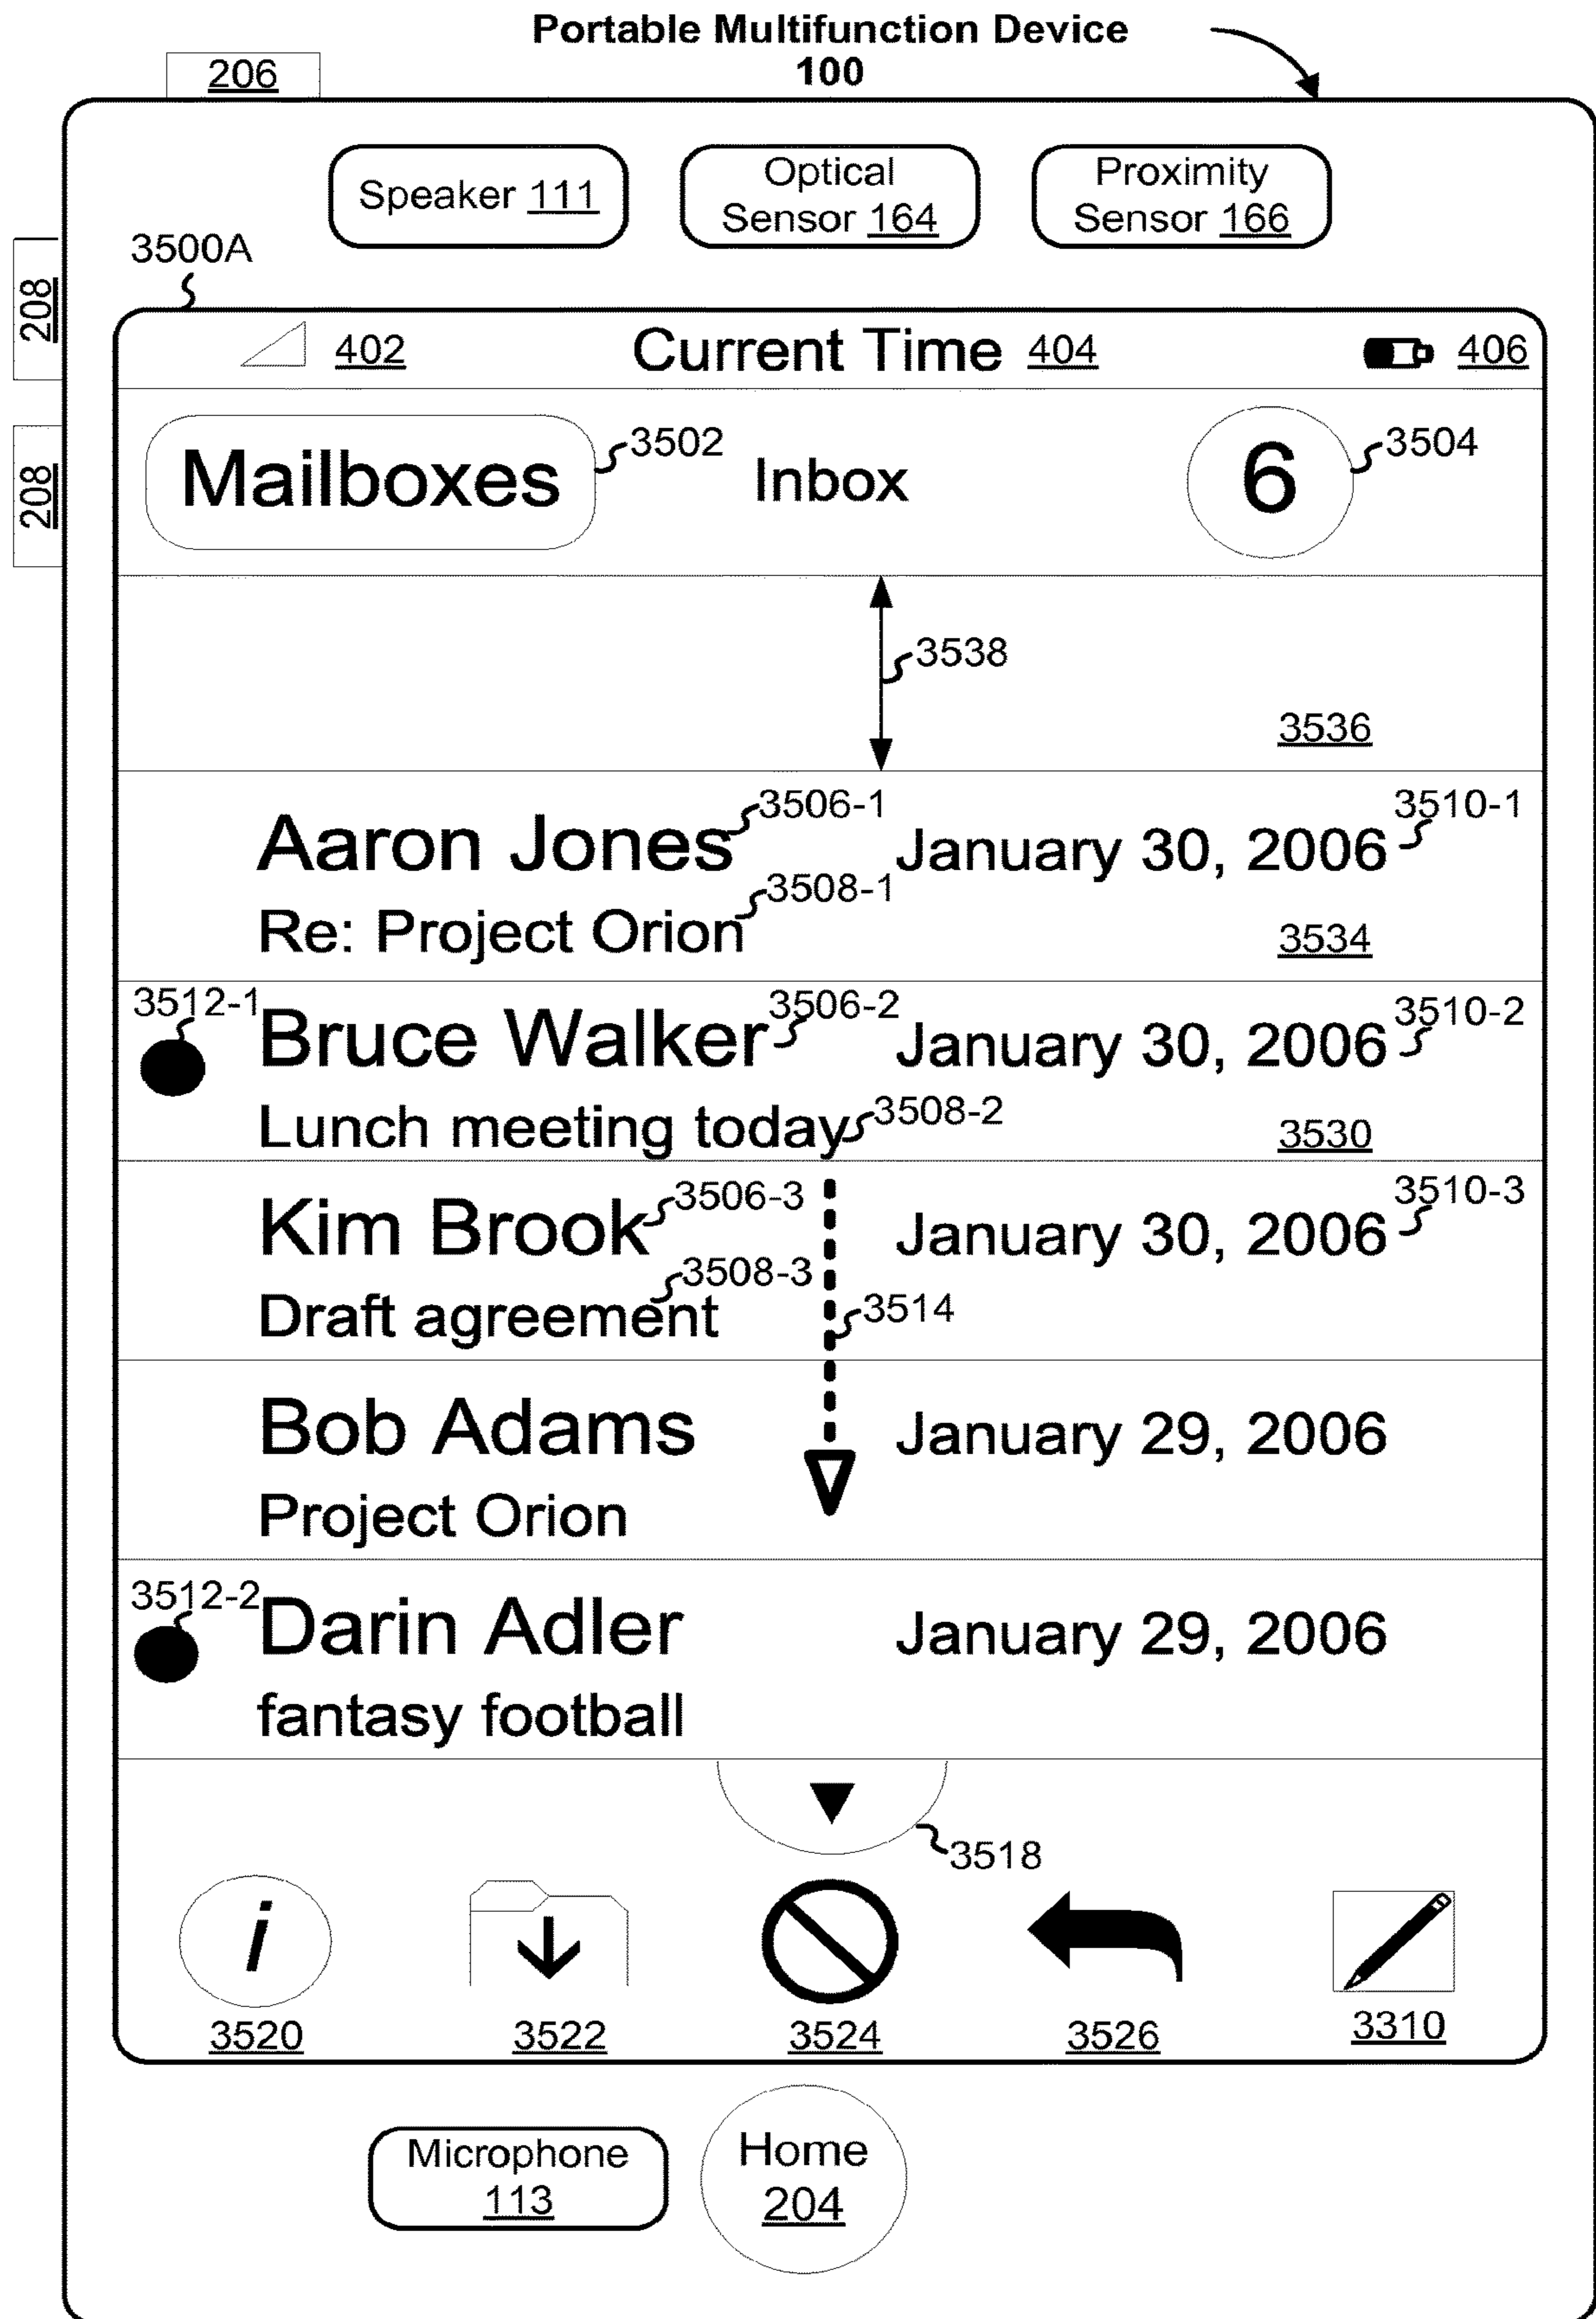 Portable Multifunction Device
100
206
Speaker 111
Optical
Sensor 164
Proximity
Sensor 166
208
3500A
402 Current Time 404 406
208
Mailboxes 3502 Inbox 6 3504
3538
3536
Aaron Jones 3506-1 January 30, 2006 3510-1
Re: Project Orion 3508-1 3534
3512-1 Bruce Walker 3506-2 January 30, 2006 3510-2
Lunch meeting today 3508-2 3530
Kim Brook 3506-3 January 30, 2006 3510-3
Draft agreement 3508-3 3514
Bob Adams January 29, 2006
Project Orion
3512-2 Darin Adler January 29, 2006
fantasy football
3518
i
3520 3522 3524 3526 3310
Microphone
113
Home
204